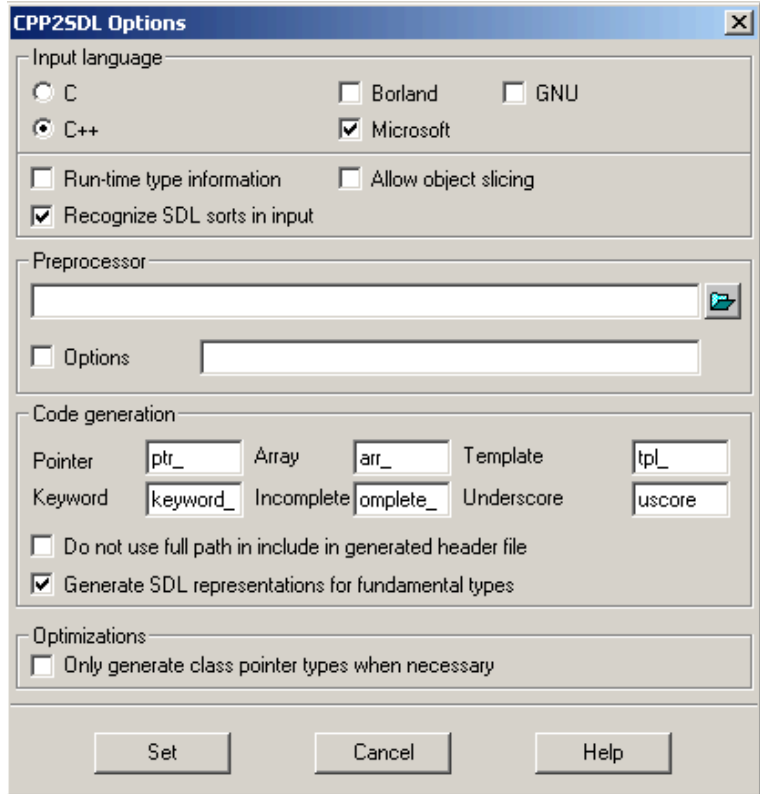 CPP2SDL Options
Input language
C Borland GNU
C++ Microsoft
Run-time type information Allow object slicing
Recognize SDL sorts in input
Preprocessor
Options
Code generation
Pointer ptr_ Array arr_ Template tpl_
Keyword keyword_ Incomplete omplete_ Underscore uscore
Do not use full path in include in generated header file
Generate SDL representations for fundamental types
Optimizations
Only generate class pointer types when necessary
Set Cancel Help